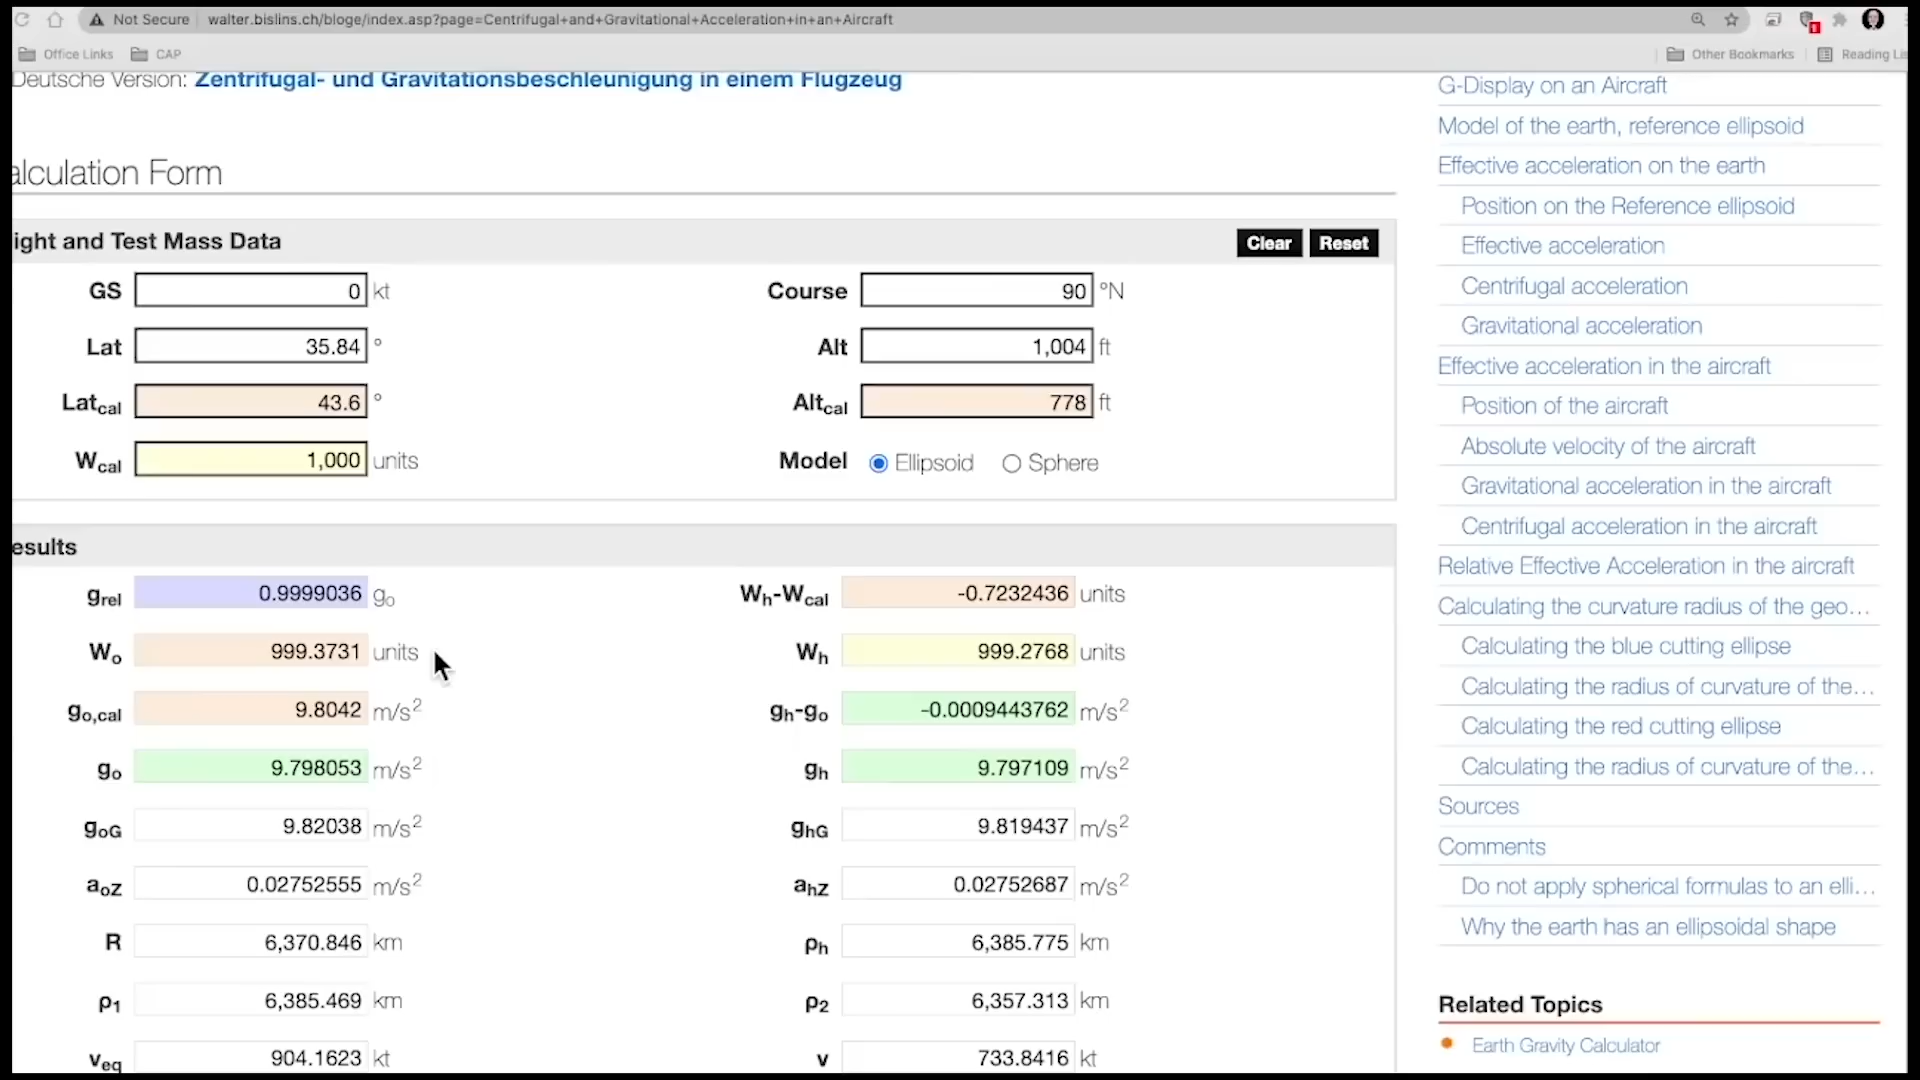 Not Secure walter.bislins.ch/bloge/index.asp?page=Centrifugal+and+Gravitational+Acceleration+in+an+Aircraft
Office Links CAP Other Bookmarks Reading Lis
Deutsche Version: Zentrifugal- und Gravitationsbeschleunigung in einem Flugzeug
alculation Form
ight and Test Mass Data Clear Reset
GS 0 kt Course 90 °N
Lat 35.84 ° Alt 1,004 ft
Latcal 43.6 ° Altcal 778 ft
Wcal 1,000 units Model Ellipsoid Sphere
esults
grel 0.9999036 go Wh-Wcal -0.7232436 units
Wo 999.3731 units Wh 999.2768 units
go,cal 9.8042 m/s2 gh-go -0.0009443762 m/s2
go 9.798053 m/s2 gh 9.797109 m/s2
goG 9.82038 m/s2 ghG 9.819437 m/s2
aoZ 0.02752555 m/s2 ahZ 0.02752687 m/s2
R 6,370.846 km ρh 6,385.775 km
ρ1 6,385.469 km ρ2 6,357.313 km
veq 904.1623 kt v 733.8416 kt
G-Display on an Aircraft
Model of the earth, reference ellipsoid
Effective acceleration on the earth
Position on the Reference ellipsoid
Effective acceleration
Centrifugal acceleration
Gravitational acceleration
Effective acceleration in the aircraft
Position of the aircraft
Absolute velocity of the aircraft
Gravitational acceleration in the aircraft
Centrifugal acceleration in the aircraft
Relative Effective Acceleration in the aircraft
Calculating the curvature radius of the geo...
Calculating the blue cutting ellipse
Calculating the radius of curvature of the...
Calculating the red cutting ellipse
Calculating the radius of curvature of the...
Sources
Comments
Do not apply spherical formulas to an elli...
Why the earth has an ellipsoidal shape
Related Topics
Earth Gravity Calculator